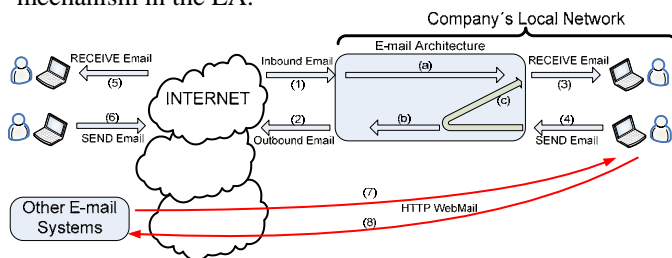 mechanism in the EA.
Company´s Local Network
E-mail Architecture
RECEIVE Email
(5)
Inbound Email
(1)
(a)
RECEIVE Email
(3)
INTERNET
(c)
(6)
SEND Email
(2)
Outbound Email
(b)
(4)
SEND Email
(7)
HTTP WebMail
(8)
Other E-mail
Systems